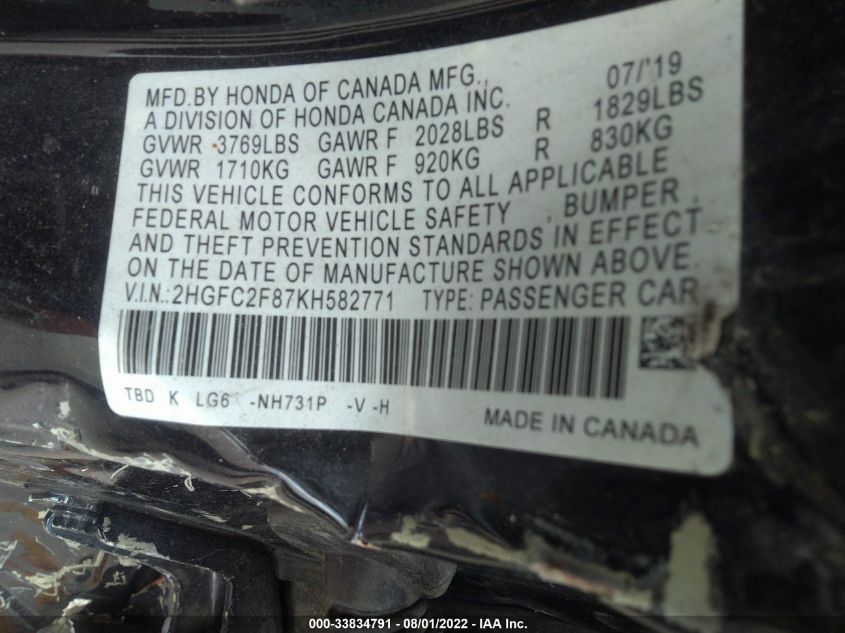 MFD.BY HONDA OF CANADA MFG., 07/'19
A DIVISION OF HONDA CANADA INC.
GVWR 3769LBS GAWR F 2028LBS R 1829LBS
GVWR 1710KG GAWR F 920KG R 830KG
THIS VEHICLE CONFORMS TO ALL APPLICABLE
FEDERAL MOTOR VEHICLE SAFETY , BUMPER ,
AND THEFT PREVENTION STANDARDS IN EFFECT
ON THE DATE OF MANUFACTURE SHOWN ABOVE.
V.I.N.:2HGFC2F87KH582771 TYPE: PASSENGER CAR
TBD K LG6 -NH731P -V -H
MADE IN CANADA
000-33834791 - 08/01/2022 - IAA Inc.